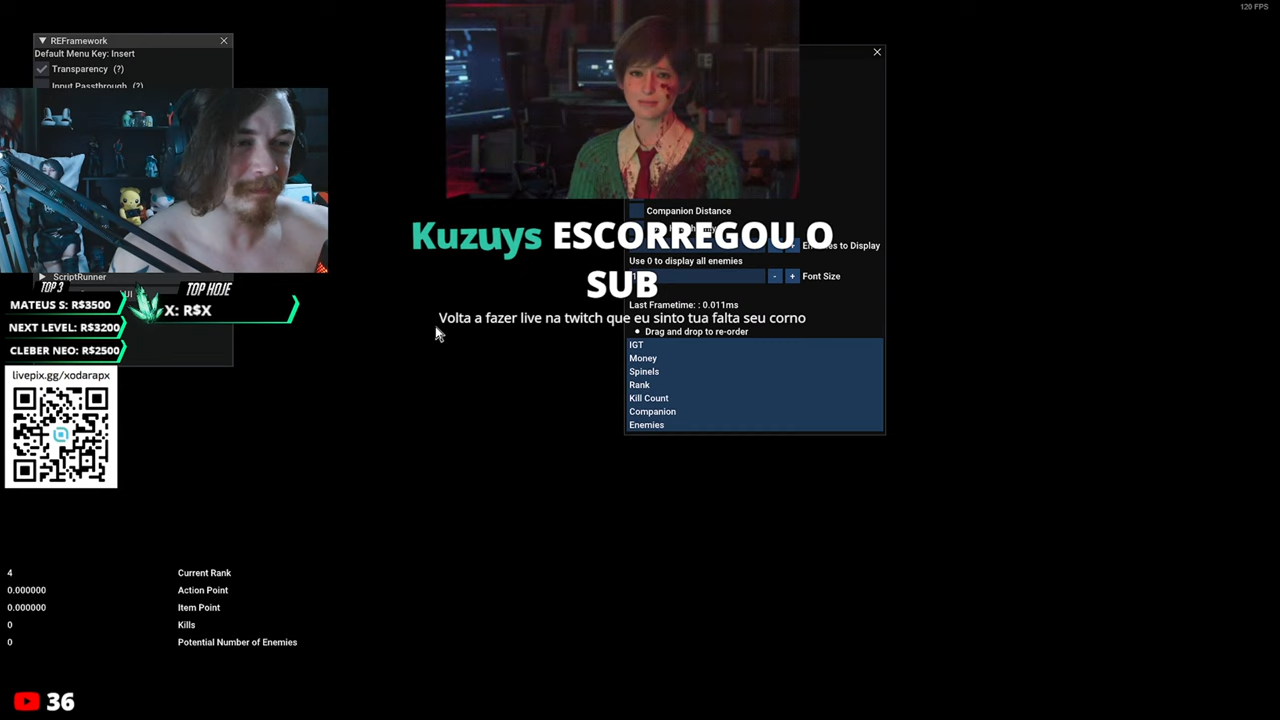 120 FPS
REFramework
Default Menu Key: Insert
Transparency (?)
Input Passthrough (?)
Companion Distance
Kuzuys ESCORREGOU O
SUB
Enemies to Display
Use 0 to display all enemies
- + Font Size
Last Frametime: : 0.011ms
Volta a fazer live na twitch que eu sinto tua falta seu corno
Drag and drop to re-order
IGT
Money
Spinels
Rank
Kill Count
Companion
Enemies
ScriptRunner
TOP 3
TOP HOJE
MATEUS S: R$3500
X: R$X
NEXT LEVEL: R$3200
CLEBER NEO: R$2500
livepix.gg/xodarapx
4 Current Rank
0.000000 Action Point
0.000000 Item Point
0 Kills
0 Potential Number of Enemies
36